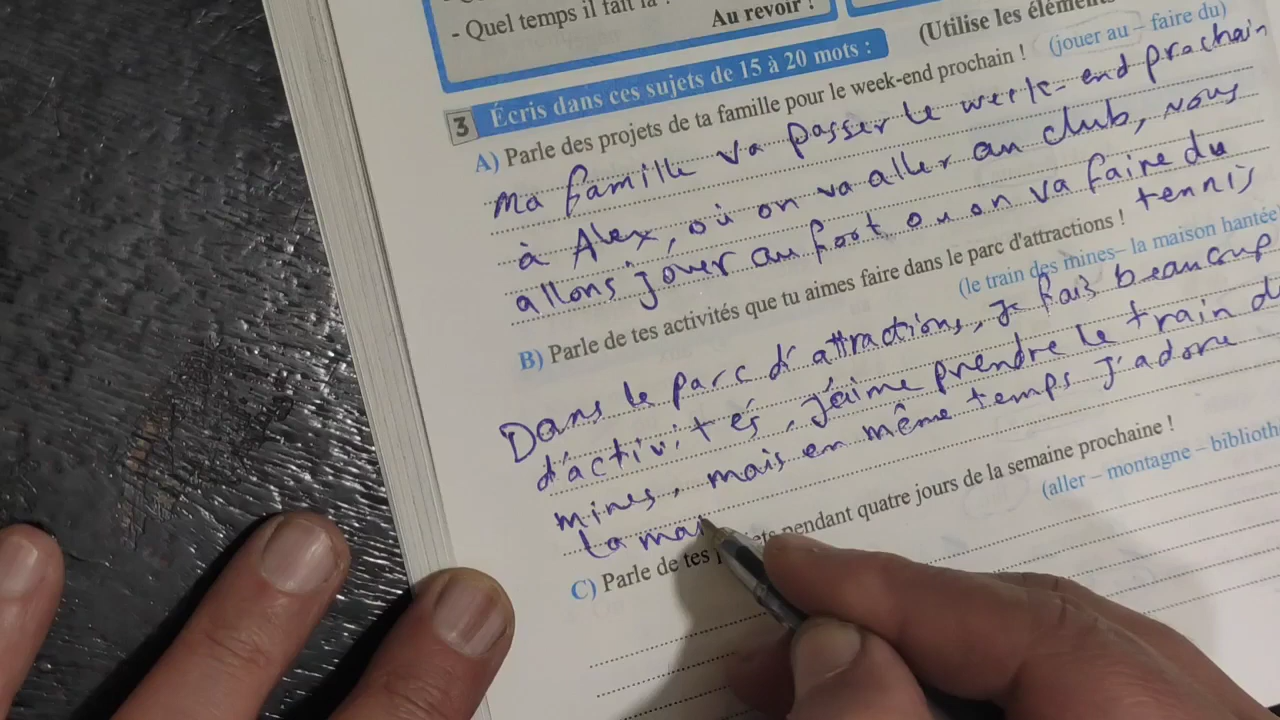 - Quel temps il fait là ?
Au revoir !
(Utilise les éléments
3 Écris dans ces sujets de 15 à 20 mots :
A) Parle des projets de ta famille pour le week-end prochain ! (jouer au – faire du)
Ma famille va passer le week-end prochain
à Alex, où on va aller au club, nous
allons jouer au foot ou on va faire du
tennis
B) Parle de tes activités que tu aimes faire dans le parc d'attractions !
(le train des mines– la maison hantée
Dans le parc d'attractions, je fais beaucoup
d'activités, j'aime prendre le train d
mines, mais en même temps j'adore
la mai
C) Parle de tes pendant quatre jours de la semaine prochaine !
(aller – montagne – biblioth